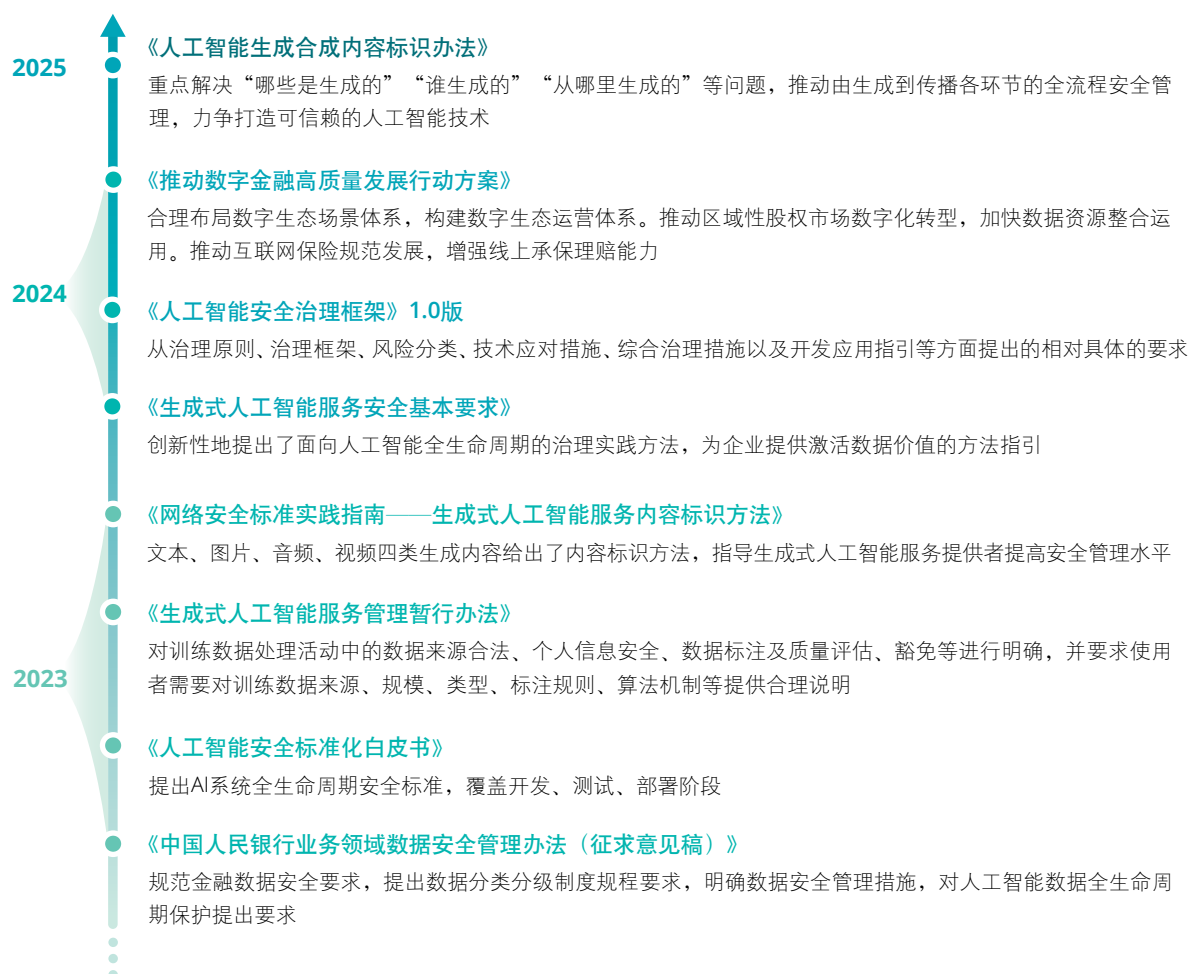 2025
《人工智能生成合成内容标识办法》
重点解决“哪些是生成的”“谁生成的”“从哪里生成的”等问题，推动由生成到传播各环节的全流程安全管
理，力争打造可信赖的人工智能技术
《推动数字金融高质量发展行动方案》
合理布局数字生态场景体系，构建数字生态运营体系。推动区域性股权市场数字化转型，加快数据资源整合运
用。推动互联网保险规范发展，增强线上承保理赔能力
2024
《人工智能安全治理框架》1.0版
从治理原则、治理框架、风险分类、技术应对措施、综合治理措施以及开发应用指引等方面提出的相对具体的要求
《生成式人工智能服务安全基本要求》
创新性地提出了面向人工智能全生命周期的治理实践方法，为企业提供激活数据价值的方法指引
《网络安全标准实践指南——生成式人工智能服务内容标识方法》
文本、图片、音频、视频四类生成内容给出了内容标识方法，指导生成式人工智能服务提供者提高安全管理水平
《生成式人工智能服务管理暂行办法》
对训练数据处理活动中的数据来源合法、个人信息安全、数据标注及质量评估、豁免等进行明确，并要求使用
者需要对训练数据来源、规模、类型、标注规则、算法机制等提供合理说明
2023
《人工智能安全标准化白皮书》
提出AI系统全生命周期安全标准，覆盖开发、测试、部署阶段
《中国人民银行业务领域数据安全管理办法（征求意见稿）》
规范金融数据安全要求，提出数据分类分级制度规程要求，明确数据安全管理措施，对人工智能数据全生命周
期保护提出要求